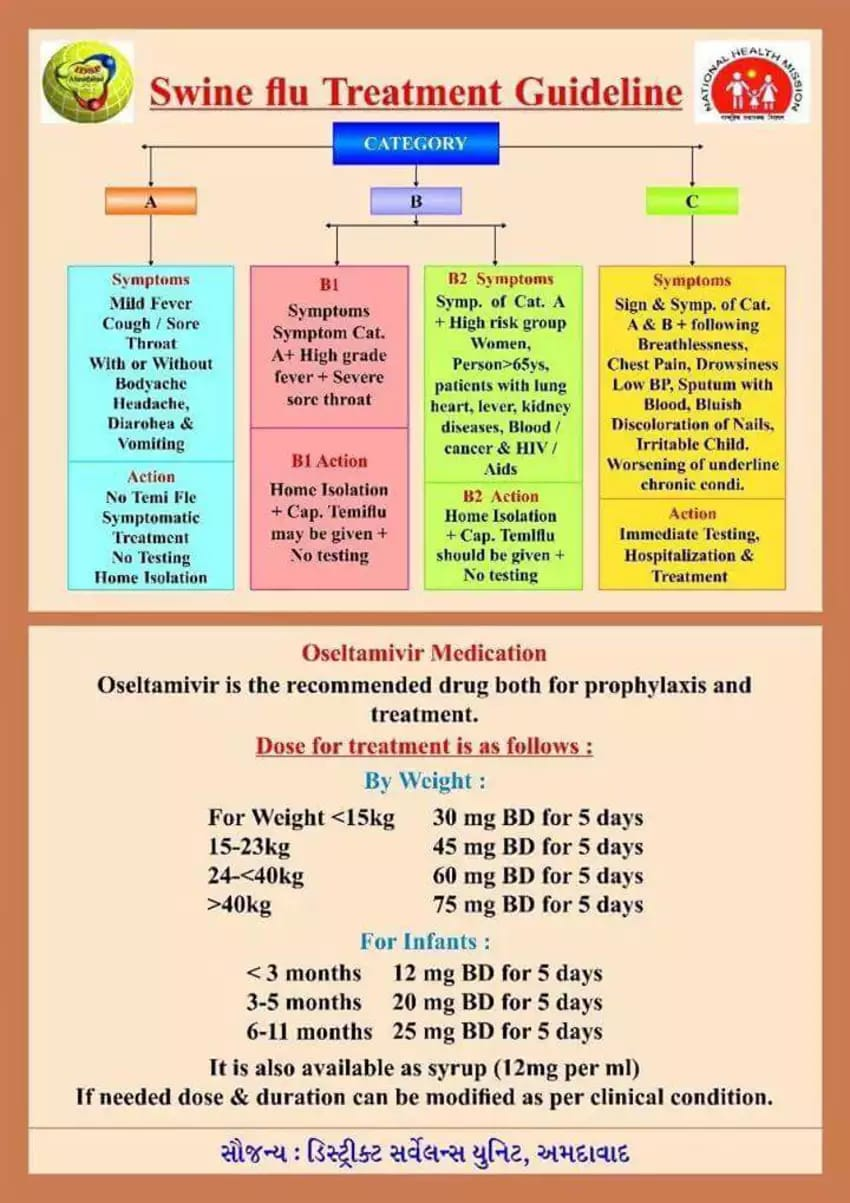 IDSP
Ahmedabad
NATIONAL HEALTH MISSION
Swine flu Treatment Guideline
CATEGORY
A
B
C
Symptoms
Mild Fever
Cough / Sore
Throat
With or Without
Bodyache
Headache,
Diarohea &
Vomiting
Action
No Temi Fle
Symptomatic
Treatment
No Testing
Home Isolation
B1
Symptoms
Symptom Cat.
A+ High grade
fever + Severe
sore throat
B1 Action
Home Isolation
+ Cap. Temiflu
may be given +
No testing
B2 Symptoms
Symp. of Cat. A
+ High risk group
Women,
Person>65ys,
patients with lung
heart, lever, kidney
diseases, Blood /
cancer & HIV /
Aids
B2 Action
Home Isolation
+ Cap. Temlflu
should be given +
No testing
Symptoms
Sign & Symp. of Cat.
A & B + following
Breathlessness,
Chest Pain, Drowsiness
Low BP, Sputum with
Blood, Bluish
Discoloration of Nails,
Irritable Child.
Worsening of underline
chronic condi.
Action
Immediate Testing,
Hospitalization &
Treatment
Oseltamivir Medication
Oseltamivir is the recommended drug both for prophylaxis and
treatment.
Dose for treatment is as follows :
By Weight :
For Weight <15kg 30 mg BD for 5 days
15-23kg 45 mg BD for 5 days
24-<40kg 60 mg BD for 5 days
>40kg 75 mg BD for 5 days
For Infants :
< 3 months 12 mg BD for 5 days
3-5 months 20 mg BD for 5 days
6-11 months 25 mg BD for 5 days
It is also available as syrup (12mg per ml)
If needed dose & duration can be modified as per clinical condition.
સૌજન્ય : ડિસ્ટ્રીક્ટ સર્વેલન્સ યુનિટ, અમદાવાદ